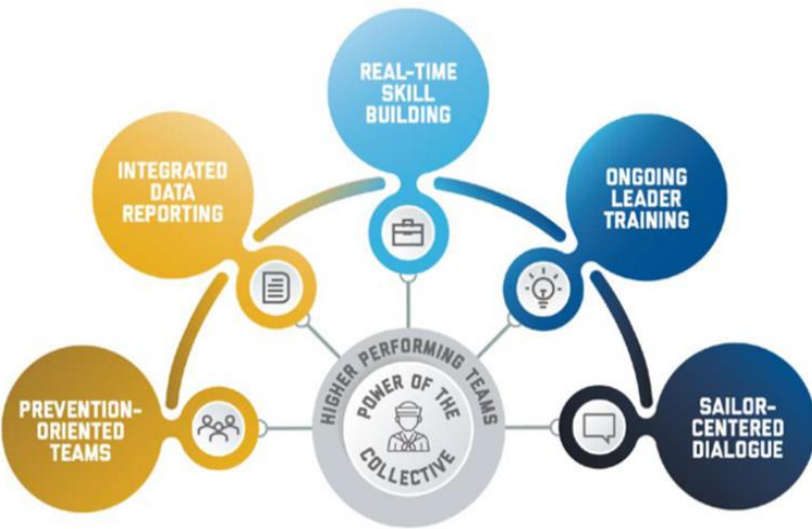 REAL-TIME
SKILL
BUILDING
INTEGRATED
DATA
REPORTING
ONGOING
LEADER
TRAINING
PREVENTION-
ORIENTED
TEAMS
HIGHER PERFORMING TEAMS
POWER OF THE
COLLECTIVE
SAILOR-
CENTERED
DIALOGUE